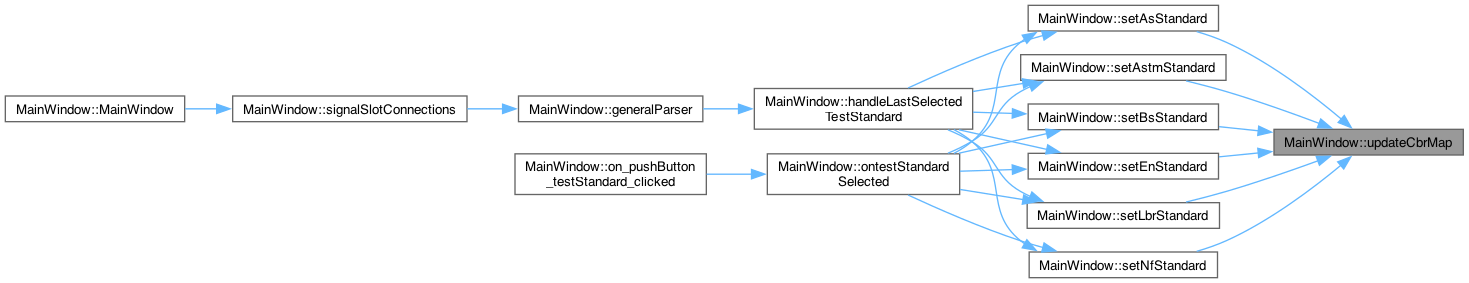 MainWindow::setAsStandard
MainWindow::setAstmStandard
MainWindow::MainWindow
MainWindow::signalSlotConnections
MainWindow::generalParser
MainWindow::handleLastSelected
TestStandard
MainWindow::setBsStandard
MainWindow::updateCbrMap
MainWindow::on_pushButton
_testStandard_clicked
MainWindow::ontestStandard
Selected
MainWindow::setEnStandard
MainWindow::setLbrStandard
MainWindow::setNfStandard